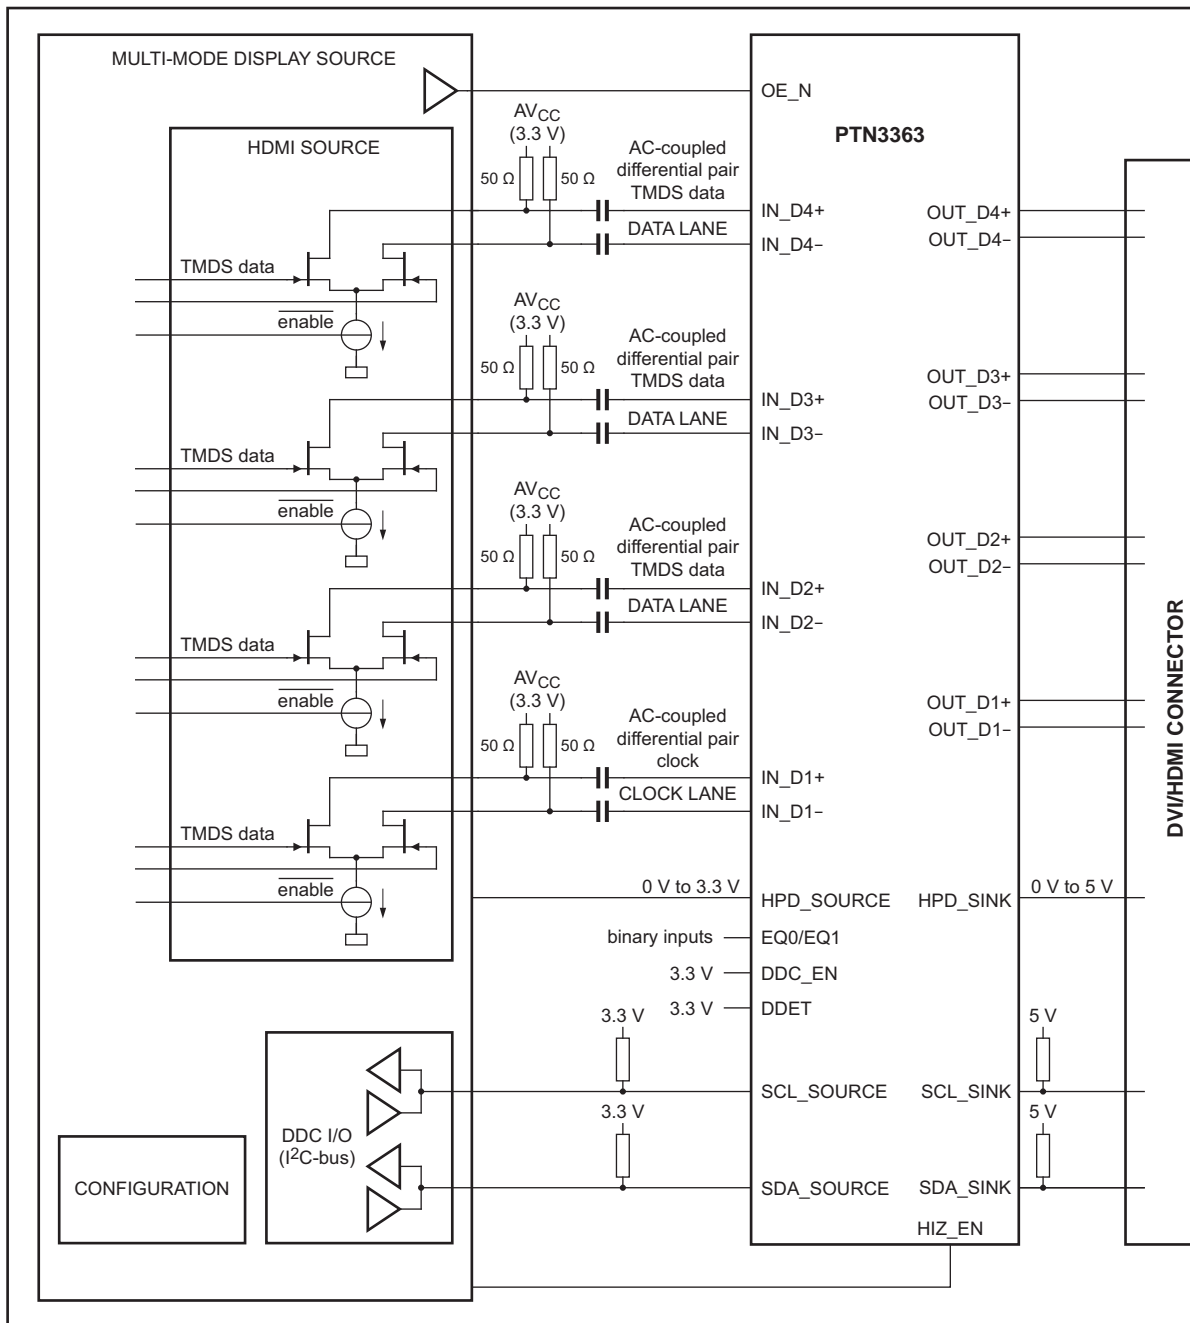 MULTI-MODE DISPLAY SOURCE
OE_N
PTN3363
HDMI SOURCE
AVCC
(3.3 V)
50 Ω
50 Ω
AC-coupled
differential pair
TMDS data
IN_D4+
DATA LANE
IN_D4−
OUT_D4+
OUT_D4−
TMDS data
enable
AVCC
(3.3 V)
50 Ω
50 Ω
AC-coupled
differential pair
TMDS data
IN_D3+
DATA LANE
IN_D3−
OUT_D3+
OUT_D3−
TMDS data
enable
AVCC
(3.3 V)
50 Ω
50 Ω
AC-coupled
differential pair
TMDS data
IN_D2+
DATA LANE
IN_D2−
OUT_D2+
OUT_D2−
TMDS data
enable
AVCC
(3.3 V)
50 Ω
50 Ω
AC-coupled
differential pair
clock
IN_D1+
CLOCK LANE
IN_D1−
OUT_D1+
OUT_D1−
TMDS data
enable
DVI/HDMI CONNECTOR
0 V to 3.3 V
HPD_SOURCE
HPD_SINK
0 V to 5 V
binary inputs
EQ0/EQ1
3.3 V
DDC_EN
3.3 V
DDET
3.3 V
5 V
SCL_SOURCE
SCL_SINK
3.3 V
5 V
DDC I/O
(I2C-bus)
CONFIGURATION
SDA_SOURCE
SDA_SINK
HIZ_EN